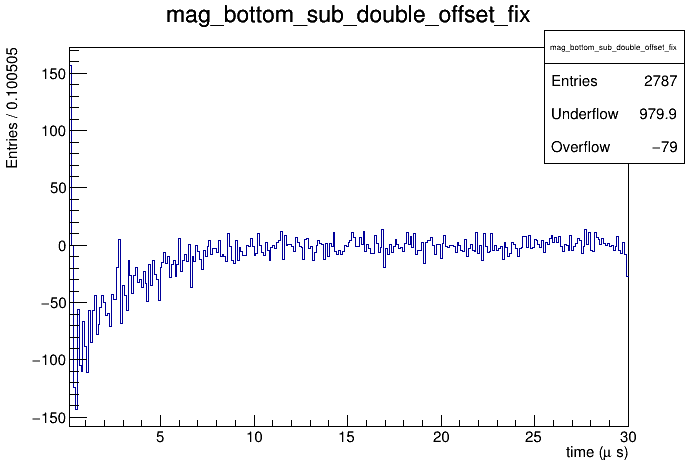 mag_bottom_sub_double_offset_fix
mag_bottom_sub_double_offset_fix
Entries 2787
Underflow 979.9
Overflow −79
Entries / 0.100505
150
100
50
0
−50
−100
−150
5 10 15 20 25 30
time (μ s)